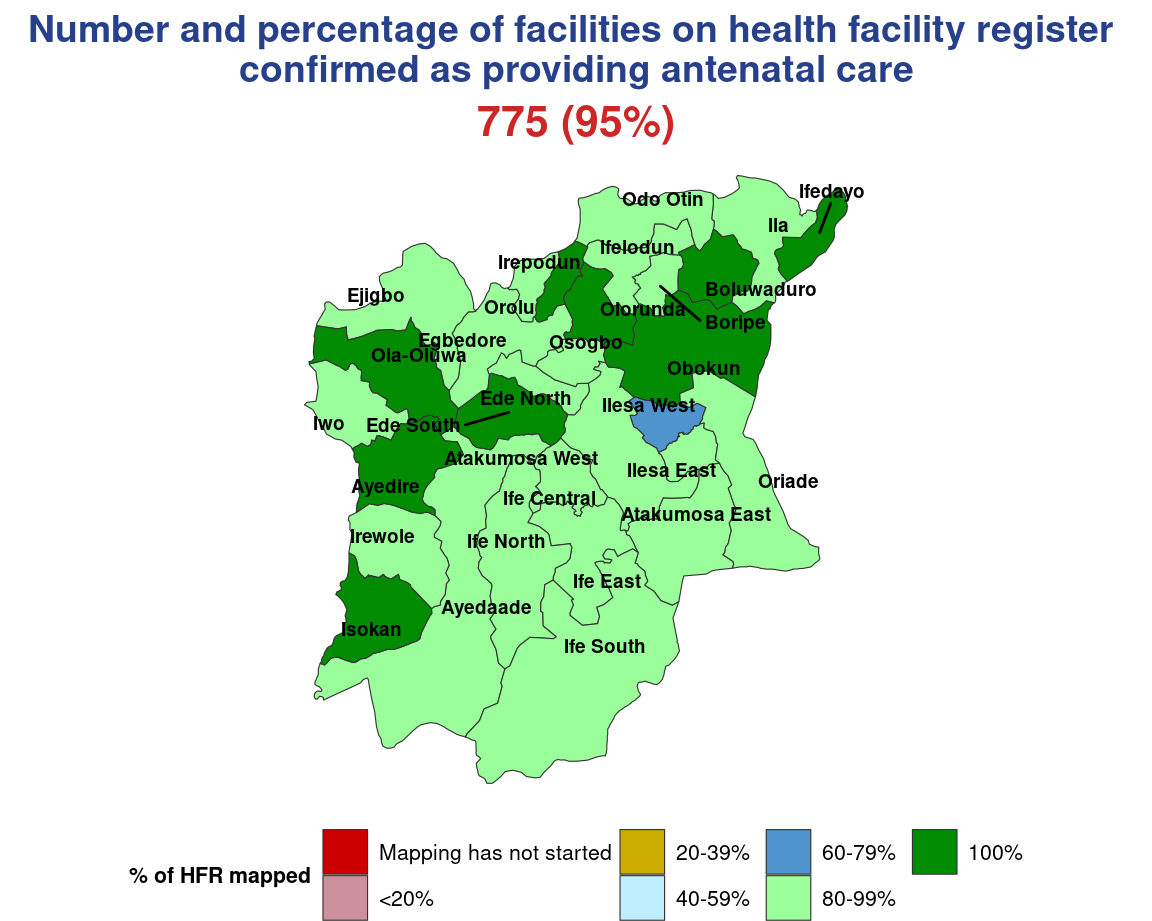 Number and percentage of facilities on health facility register
confirmed as providing antenatal care
775 (95%)
Ifedayo
Odo Otin
Ila
Ifelodun
Irepodun
Boluwaduro
Ejigbo
Orolu
Olorunda
Boripe
Egbedore
Osogbo
Ola-Oluwa
Obokun
Ede North
Ilesa West
Iwo
Ede South
Atakumosa West
Ilesa East
Oriade
Ayedire
Ife Central
Atakumosa East
Irewole
Ife North
Ife East
Ayedaade
Isokan
Ife South
% of HFR mapped
Mapping has not started
<20%
20-39%
40-59%
60-79%
80-99%
100%